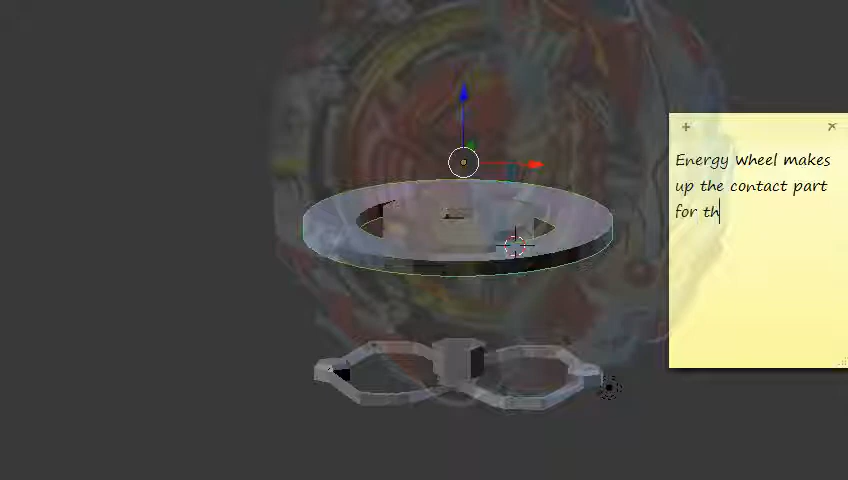 Energy Wheel makes
up the contact part
for th